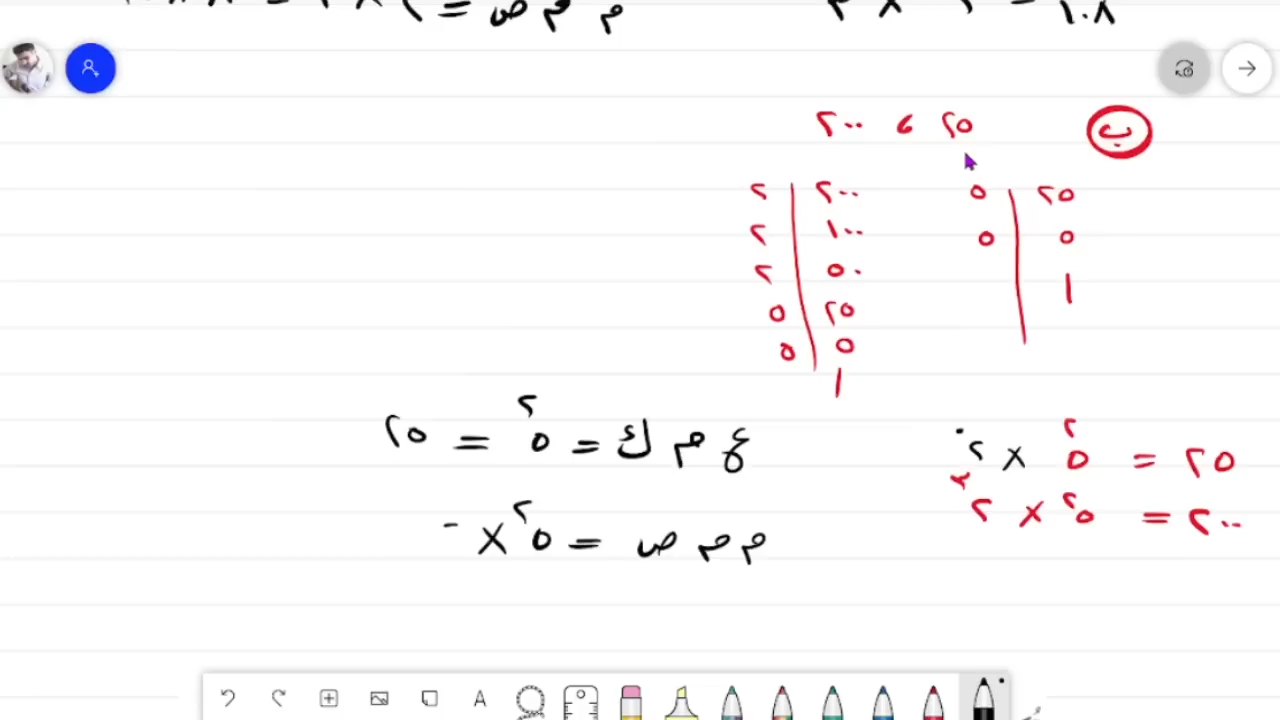 م م ص =
١٠٨ =
ب ٢٥ ، ٢٠٠
٢٥ | ٥ ٢٠٠ | ٢
٥ | ٥ ١٠٠ | ٢
١ ٥٠ | ٢
٢٥ | ٥
٥ | ٥
١
٢٥ = ٥٢ × ٢٠
٢٠٠ = ٥٢ × ٢٣
ع م ك = ٥٢ = ٢٥
م م ص = ٥٢ ×
A